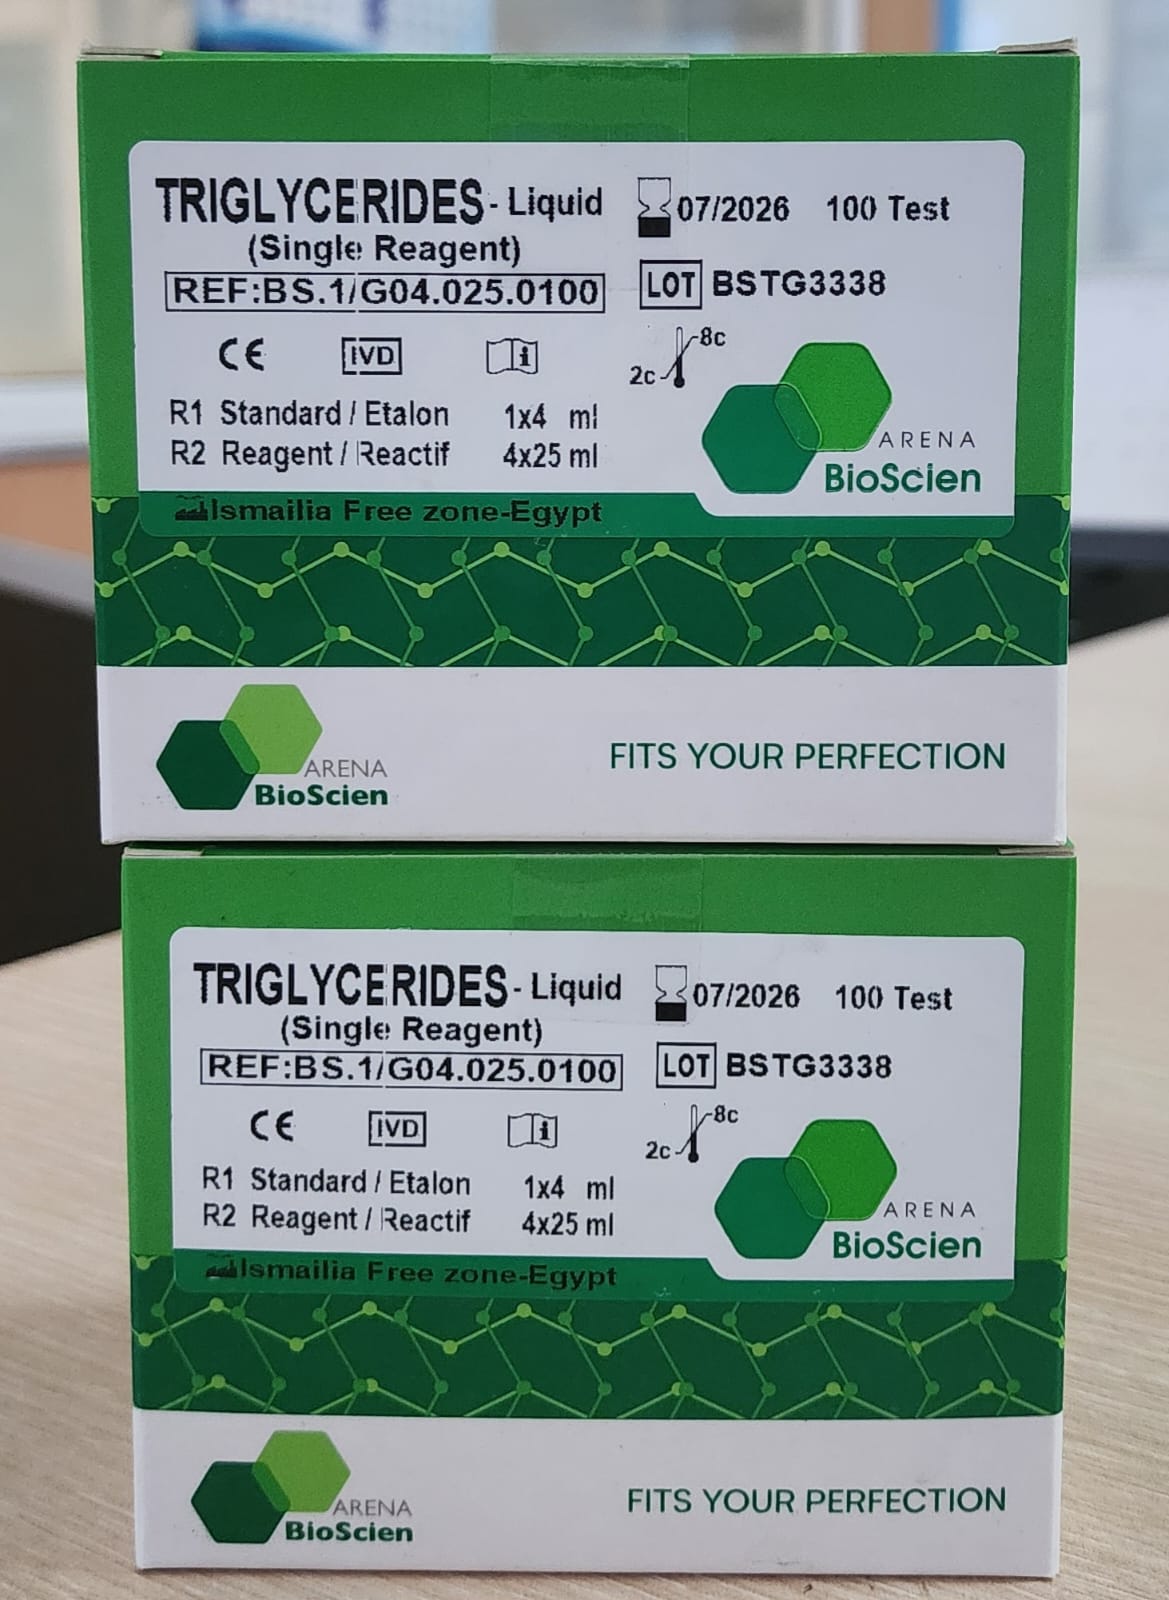 TRIGLYCERIDES - Liquid 07/2026 100 Test
(Single Reagent)
REF:BS.1/G04.025.0100 LOT BSTG3338
CE IVD i 2c 8c
R1 Standard / Etalon 1x4 ml
R2 Reagent / Reactif 4x25 ml
ARENA
BioScien
Ismailia Free zone-Egypt
ARENA
BioScien
FITS YOUR PERFECTION
TRIGLYCERIDES - Liquid 07/2026 100 Test
(Single Reagent)
REF:BS.1/G04.025.0100 LOT BSTG3338
CE IVD i 2c 8c
R1 Standard / Etalon 1x4 ml
R2 Reagent / Reactif 4x25 ml
ARENA
BioScien
Ismailia Free zone-Egypt
ARENA
BioScien
FITS YOUR PERFECTION